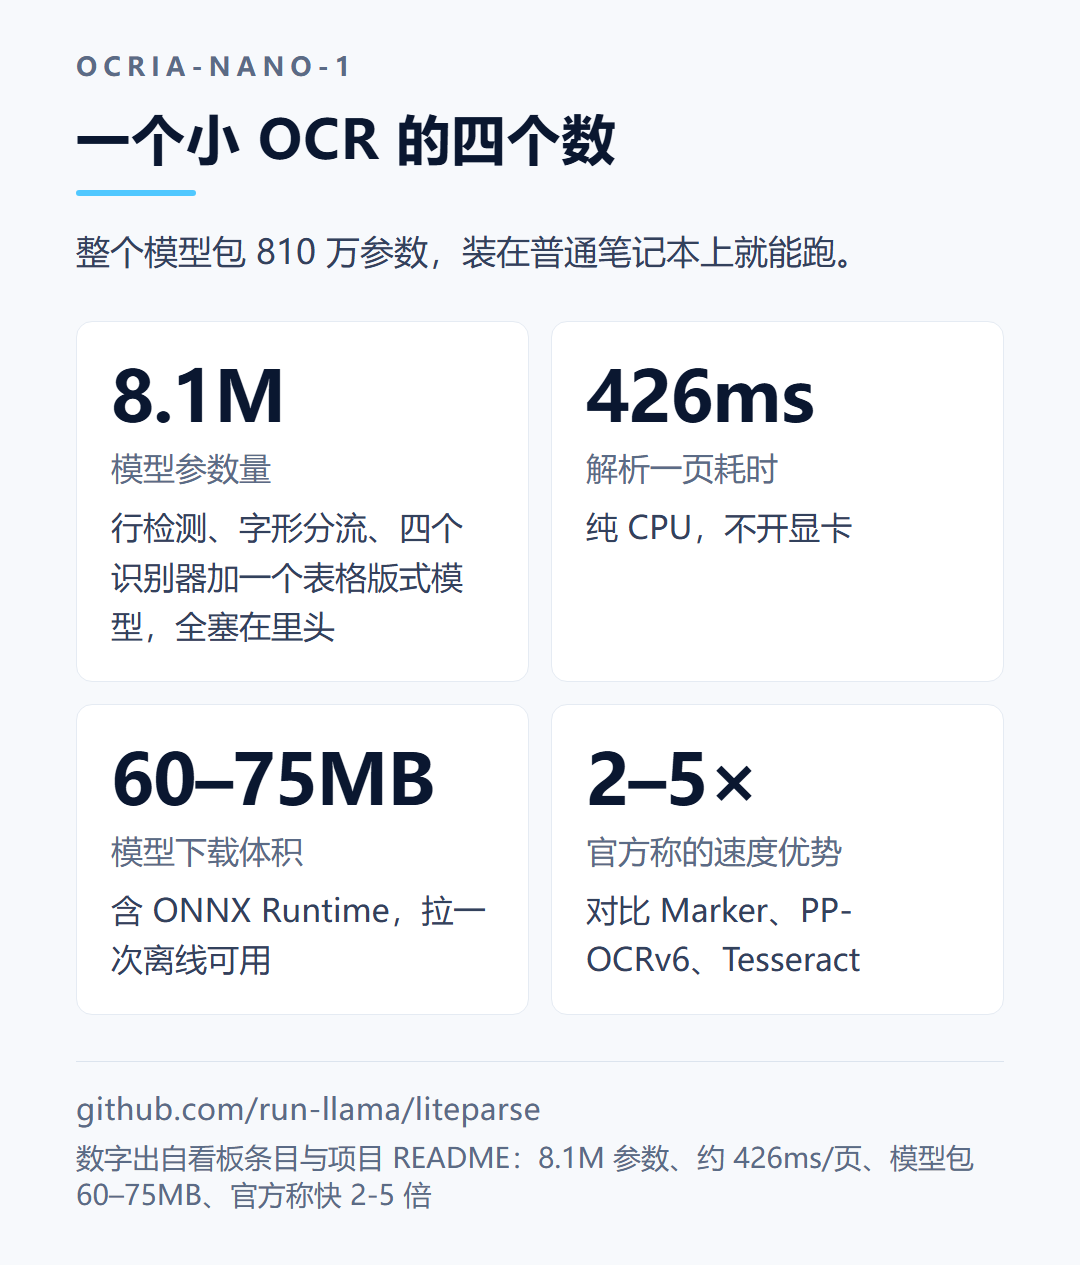 OCRIA-NANO-1
一个小 OCR 的四个数
整个模型包 810 万参数，装在普通笔记本上就能跑。
8.1M
模型参数量
行检测、字形分流、四个
识别器加一个表格版式模
型，全塞在里头
426ms
解析一页耗时
纯 CPU，不开显卡
60–75MB
模型下载体积
含 ONNX Runtime，拉一
次离线可用
2–5×
官方称的速度优势
对比 Marker、PP-
OCRv6、Tesseract
github.com/run-llama/liteparse
数字出自看板条目与项目 README：8.1M 参数、约 426ms/页、模型包
60–75MB、官方称快 2-5 倍